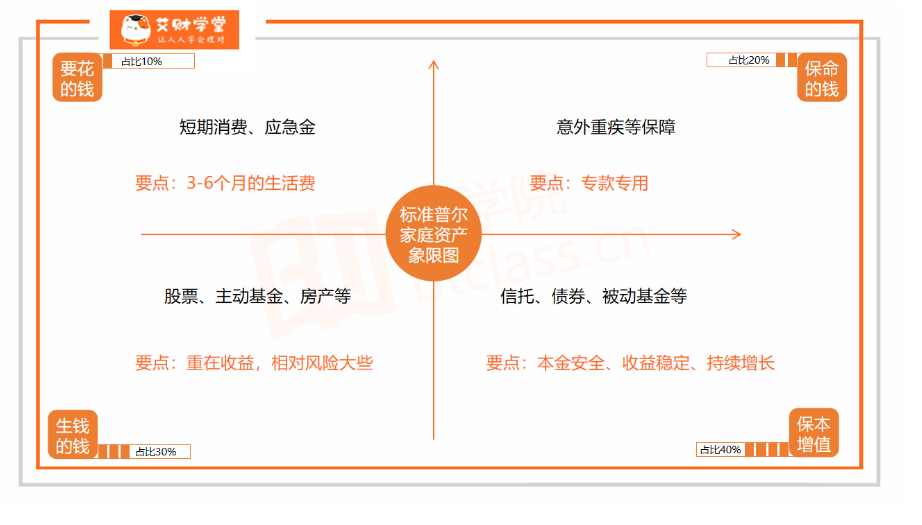 艾财学堂
让人人学会理财
要花
的钱
占比10%
占比20%
保命
的钱
短期消费、应急金
意外重疾等保障
要点：3-6个月的生活费
要点：专款专用
学院
标准普尔
家庭资产
象限图
btclass.cn
股票、主动基金、房产等
信托、债券、被动基金等
要点：重在收益，相对风险大些
要点：本金安全、收益稳定、持续增长
生钱
的钱
占比30%
占比40%
保本
增值